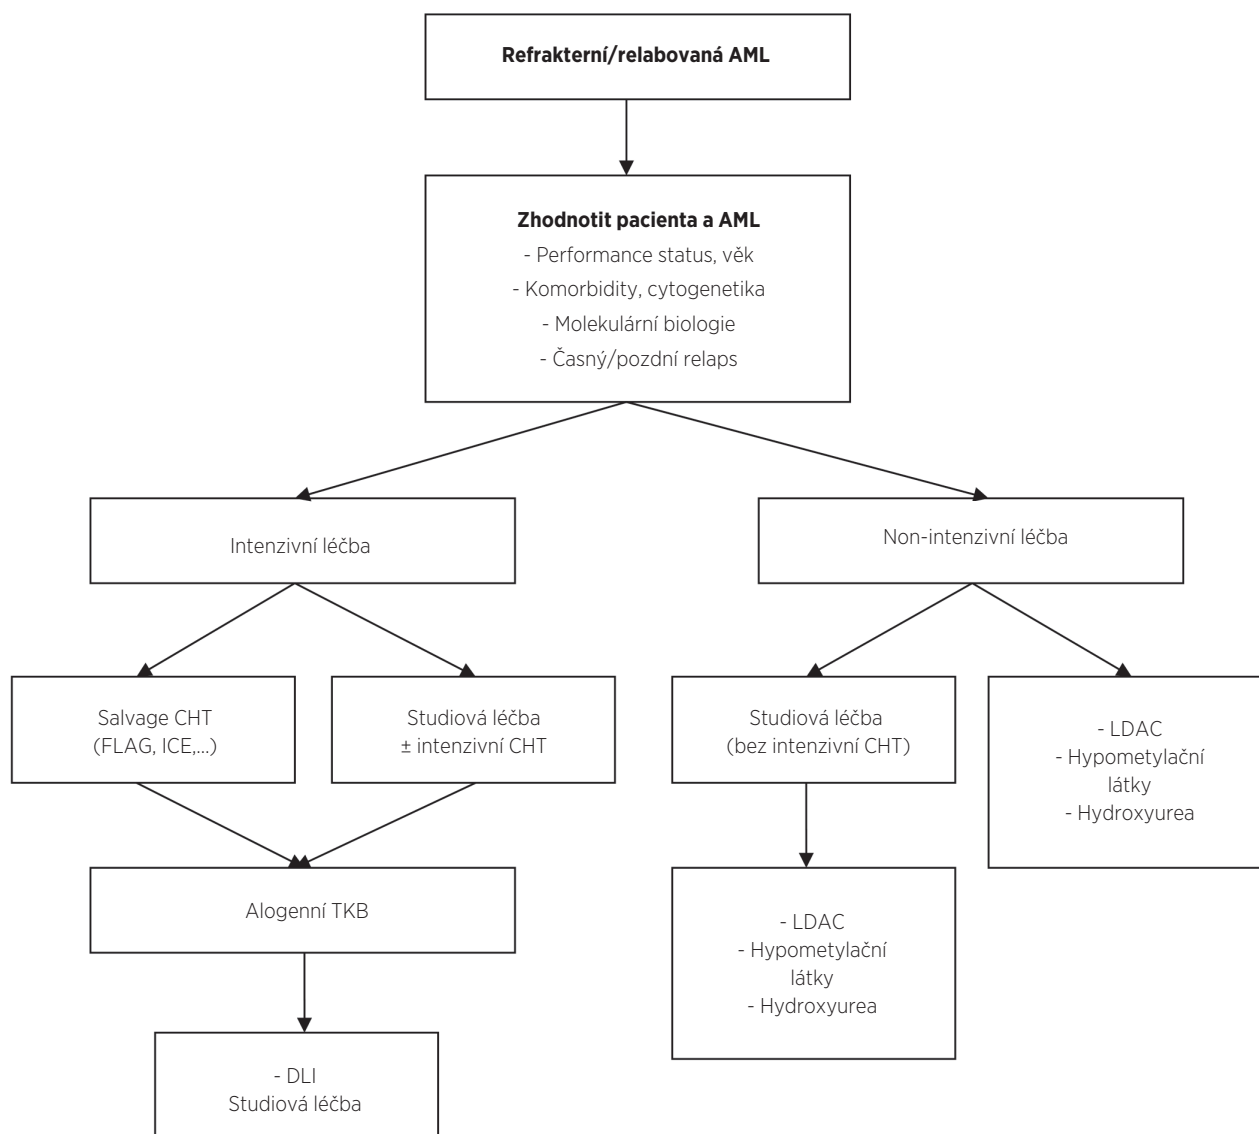 Refrakterní/relabovaná AML
Zhodnotit pacienta a AML
- Performance status, věk
- Komorbidity, cytogenetika
- Molekulární biologie
- Časný/pozdní relaps
Intenzivní léčba
Non-intenzivní léčba
Salvage CHT
(FLAG, ICE,...)
Studiová léčba
± intenzivní CHT
Studiová léčba
(bez intenzivní CHT)
- LDAC
- Hypometylační
látky
- Hydroxyurea
Alogenní TKB
- LDAC
- Hypometylační
látky
- Hydroxyurea
- DLI
Studiová léčba